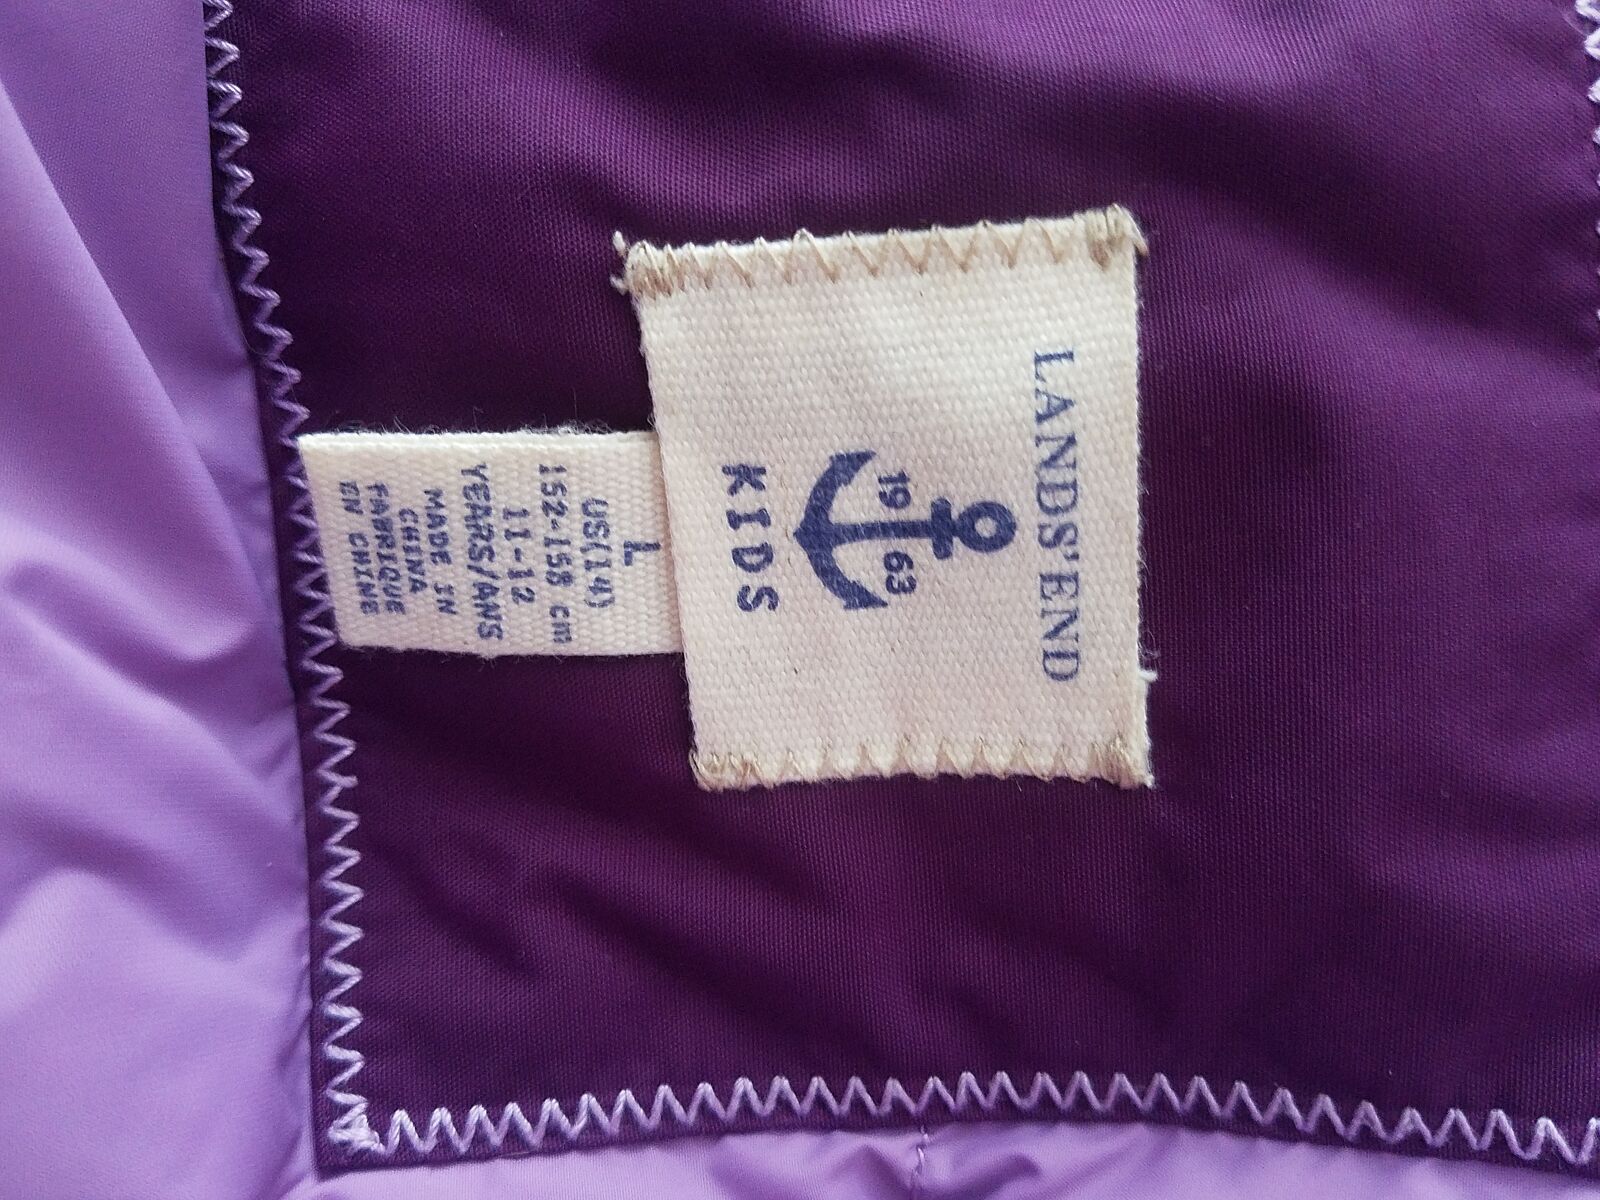 LANDS' END
19 63
KIDS
L
US(14)
152-158 cm
11-12
YEARS/ANS
MADE IN
CHINA
FABRIQUE
EN CHINE